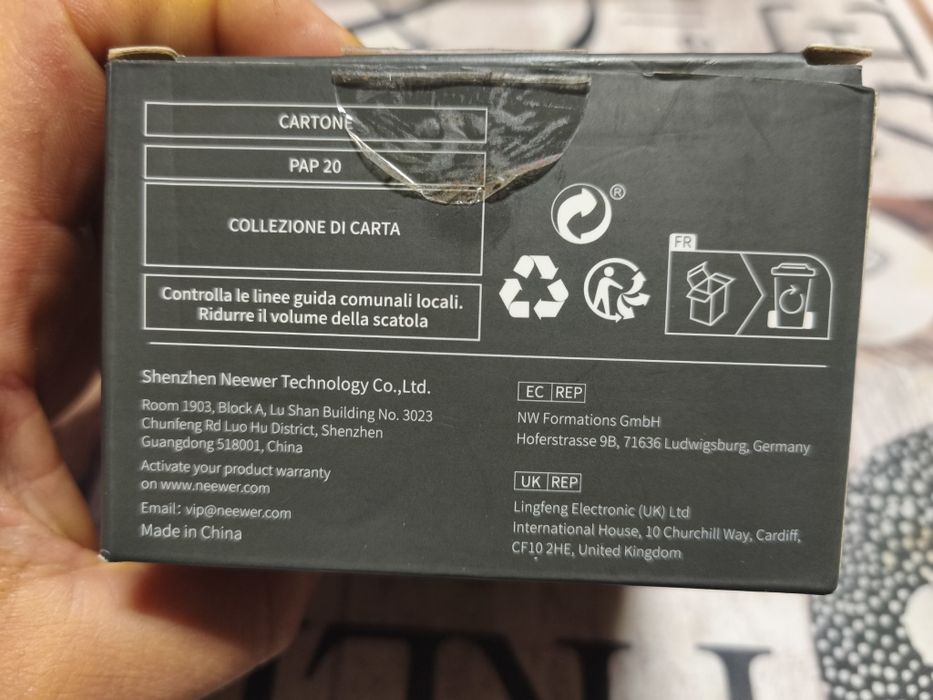 CARTONE
PAP 20
COLLEZIONE DI CARTA
Controlla le linee guida comunali locali.
Ridurre il volume della scatola
®
FR
Shenzhen Neewer Technology Co.,Ltd.
Room 1903, Block A, Lu Shan Building No. 3023
Chunfeng Rd Luo Hu District, Shenzhen
Guangdong 518001, China
Activate your product warranty
on www.neewer.com
Email: vip@neewer.com
Made in China
EC REP
NW Formations GmbH
Hoferstrasse 9B, 71636 Ludwigsburg, Germany
UK REP
Lingfeng Electronic (UK) Ltd
International House, 10 Churchill Way, Cardiff,
CF10 2HE, United Kingdom